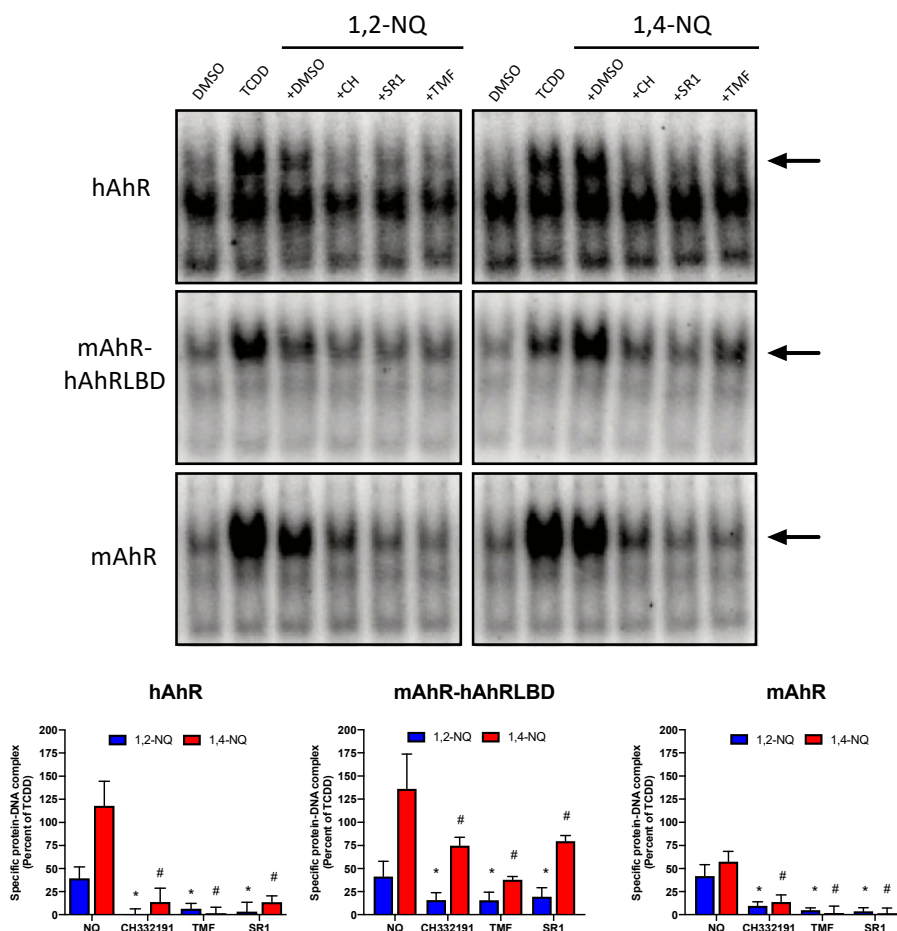 1,2-NQ 1,4-NQ
DMSO TCDD +DMSO +CH +SR1 +TMF DMSO TCDD +DMSO +CH +SR1 +TMF
hAhR
mAhR-
hAhRLBD
mAhR
hAhR mAhR-hAhRLBD mAhR
Specific protein-DNA complex
(Percent of TCDD)
200
175
150
125
100
75
50
25
0
1,2-NQ 1,4-NQ
* # * # * #
NQ CH332191 TMF SR1
Specific protein-DNA complex
(Percent of TCDD)
200
175
150
125
100
75
50
25
0
1,2-NQ 1,4-NQ
* # * # * #
NQ CH332191 TMF SR1
Specific protein-DNA complex
(Percent of TCDD)
200
175
150
125
100
75
50
25
0
1,2-NQ 1,4-NQ
* # * # * #
NQ CH332191 TMF SR1